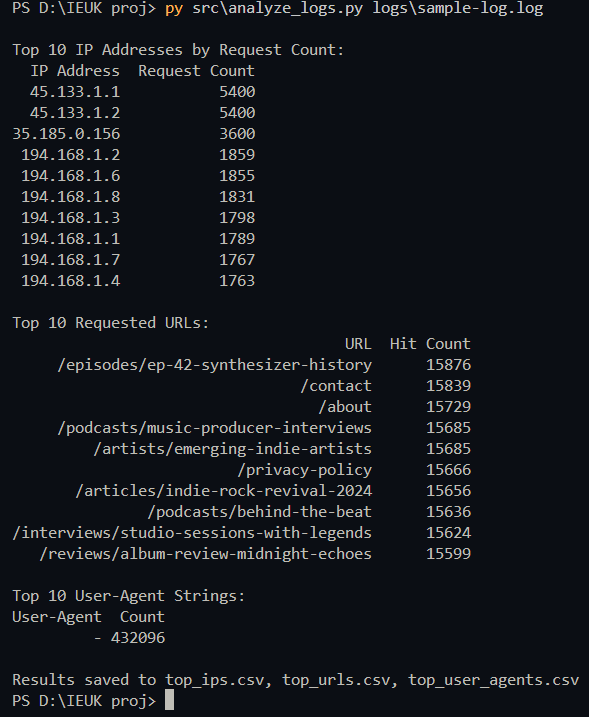 PS D:\IEUK proj> py src\analyze_logs.py logs\sample-log.log
Top 10 IP Addresses by Request Count:
IP Address Request Count
45.133.1.1 5400
45.133.1.2 5400
35.185.0.156 3600
194.168.1.2 1859
194.168.1.6 1855
194.168.1.8 1831
194.168.1.3 1798
194.168.1.1 1789
194.168.1.7 1767
194.168.1.4 1763
Top 10 Requested URLs:
URL Hit Count
/episodes/ep-42-synthesizer-history 15876
/contact 15839
/about 15729
/podcasts/music-producer-interviews 15685
/artists/emerging-indie-artists 15685
/privacy-policy 15666
/articles/indie-rock-revival-2024 15656
/podcasts/behind-the-beat 15636
/interviews/studio-sessions-with-legends 15624
/reviews/album-review-midnight-echoes 15599
Top 10 User-Agent Strings:
User-Agent Count
- 432096
Results saved to top_ips.csv, top_urls.csv, top_user_agents.csv
PS D:\IEUK proj>